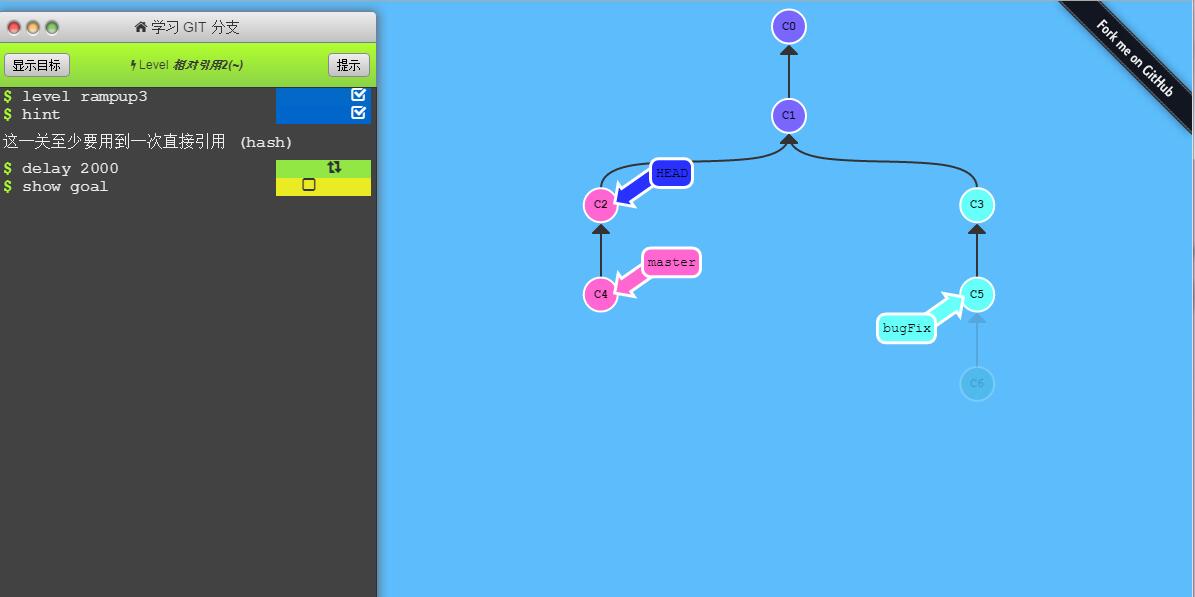 学习 GIT 分支
显示目标
Level 相对引用2(~)
提示
$ level rampup3
$ hint
这一关至少要用到一次直接引用 (hash)
$ delay 2000
$ show goal
C0
C1
HEAD
C2
C3
master
C4
C5
bugFix
C6
Fork me on GitHub